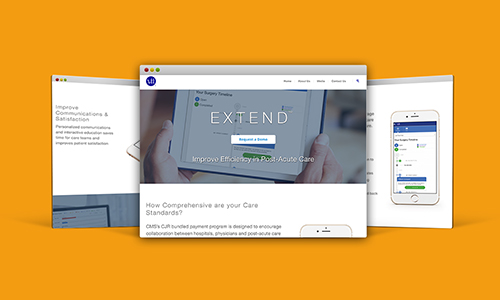 Improve
Communications &
Satisfaction
Personalized communications
and interactive education saves
time for care teams and
improves patient satisfaction
Home About Us Media Contact Us
Your Surgery Timeline
EXTEND
Request a Demo
Improve Efficiency in Post-Acute Care
How Comprehensive are your Care
Standards?
CMS's CJR bundled payment program is designed to encourage
collaboration between hospitals, physicians and post-acute care